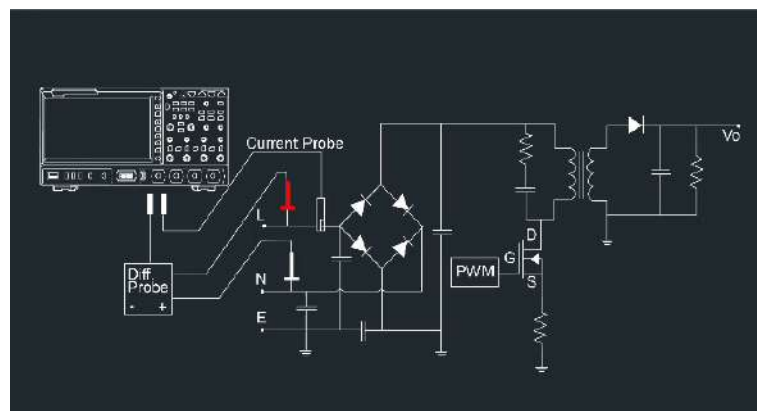 Current Probe
L
Vo
D
N
Diff.
Probe
- +
PWM
G
S
E